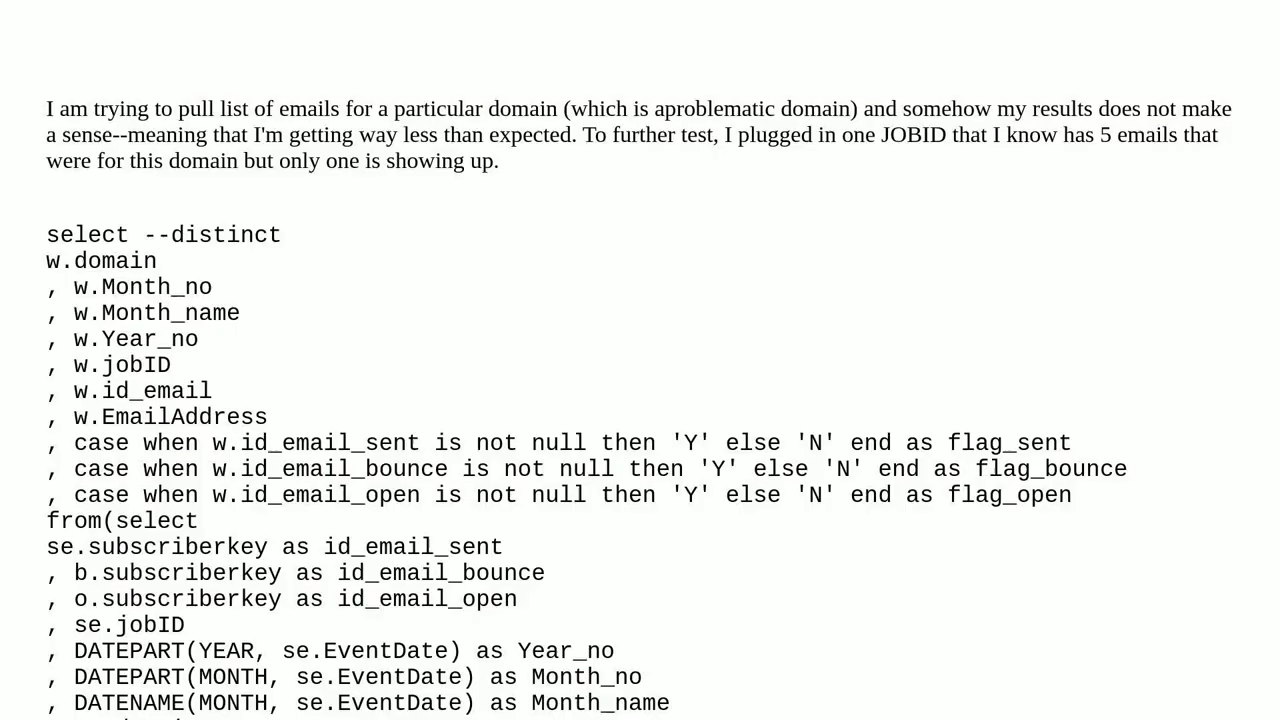 I am trying to pull list of emails for a particular domain (which is aproblematic domain) and somehow my results does not make
a sense--meaning that I'm getting way less than expected. To further test, I plugged in one JOBID that I know has 5 emails that
were for this domain but only one is showing up.
select --distinct
w.domain
, w.Month_no
, w.Month_name
, w.Year_no
, w.jobID
, w.id_email
, w.EmailAddress
, case when w.id_email_sent is not null then 'Y' else 'N' end as flag_sent
, case when w.id_email_bounce is not null then 'Y' else 'N' end as flag_bounce
, case when w.id_email_open is not null then 'Y' else 'N' end as flag_open
from(select
se.subscriberkey as id_email_sent
, b.subscriberkey as id_email_bounce
, o.subscriberkey as id_email_open
, se.jobID
, DATEPART(YEAR, se.EventDate) as Year_no
, DATEPART(MONTH, se.EventDate) as Month_no
, DATENAME(MONTH, se.EventDate) as Month_name